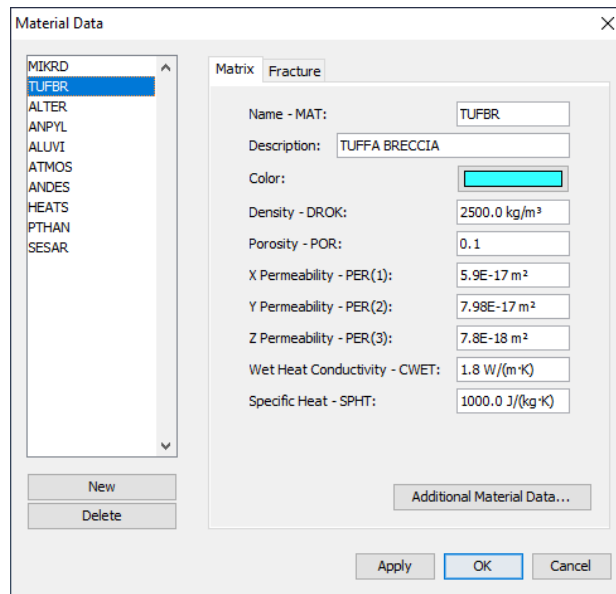 Material Data
MIKRD
TUFBR
ALTER
ANPYL
ALUVI
ATMOS
ANDES
HEATS
PTHAN
SESAR
New
Delete
Matrix Fracture
Name - MAT: TUFBR
Description: TUFFA BRECCIA
Color:
Density - DROK: 2500.0 kg/m³
Porosity - POR: 0.1
X Permeability - PER(1): 5.9E-17 m²
Y Permeability - PER(2): 7.98E-17 m²
Z Permeability - PER(3): 7.8E-18 m²
Wet Heat Conductivity - CWET: 1.8 W/(m·K)
Specific Heat - SPHT: 1000.0 J/(kg·K)
Additional Material Data...
Apply OK Cancel